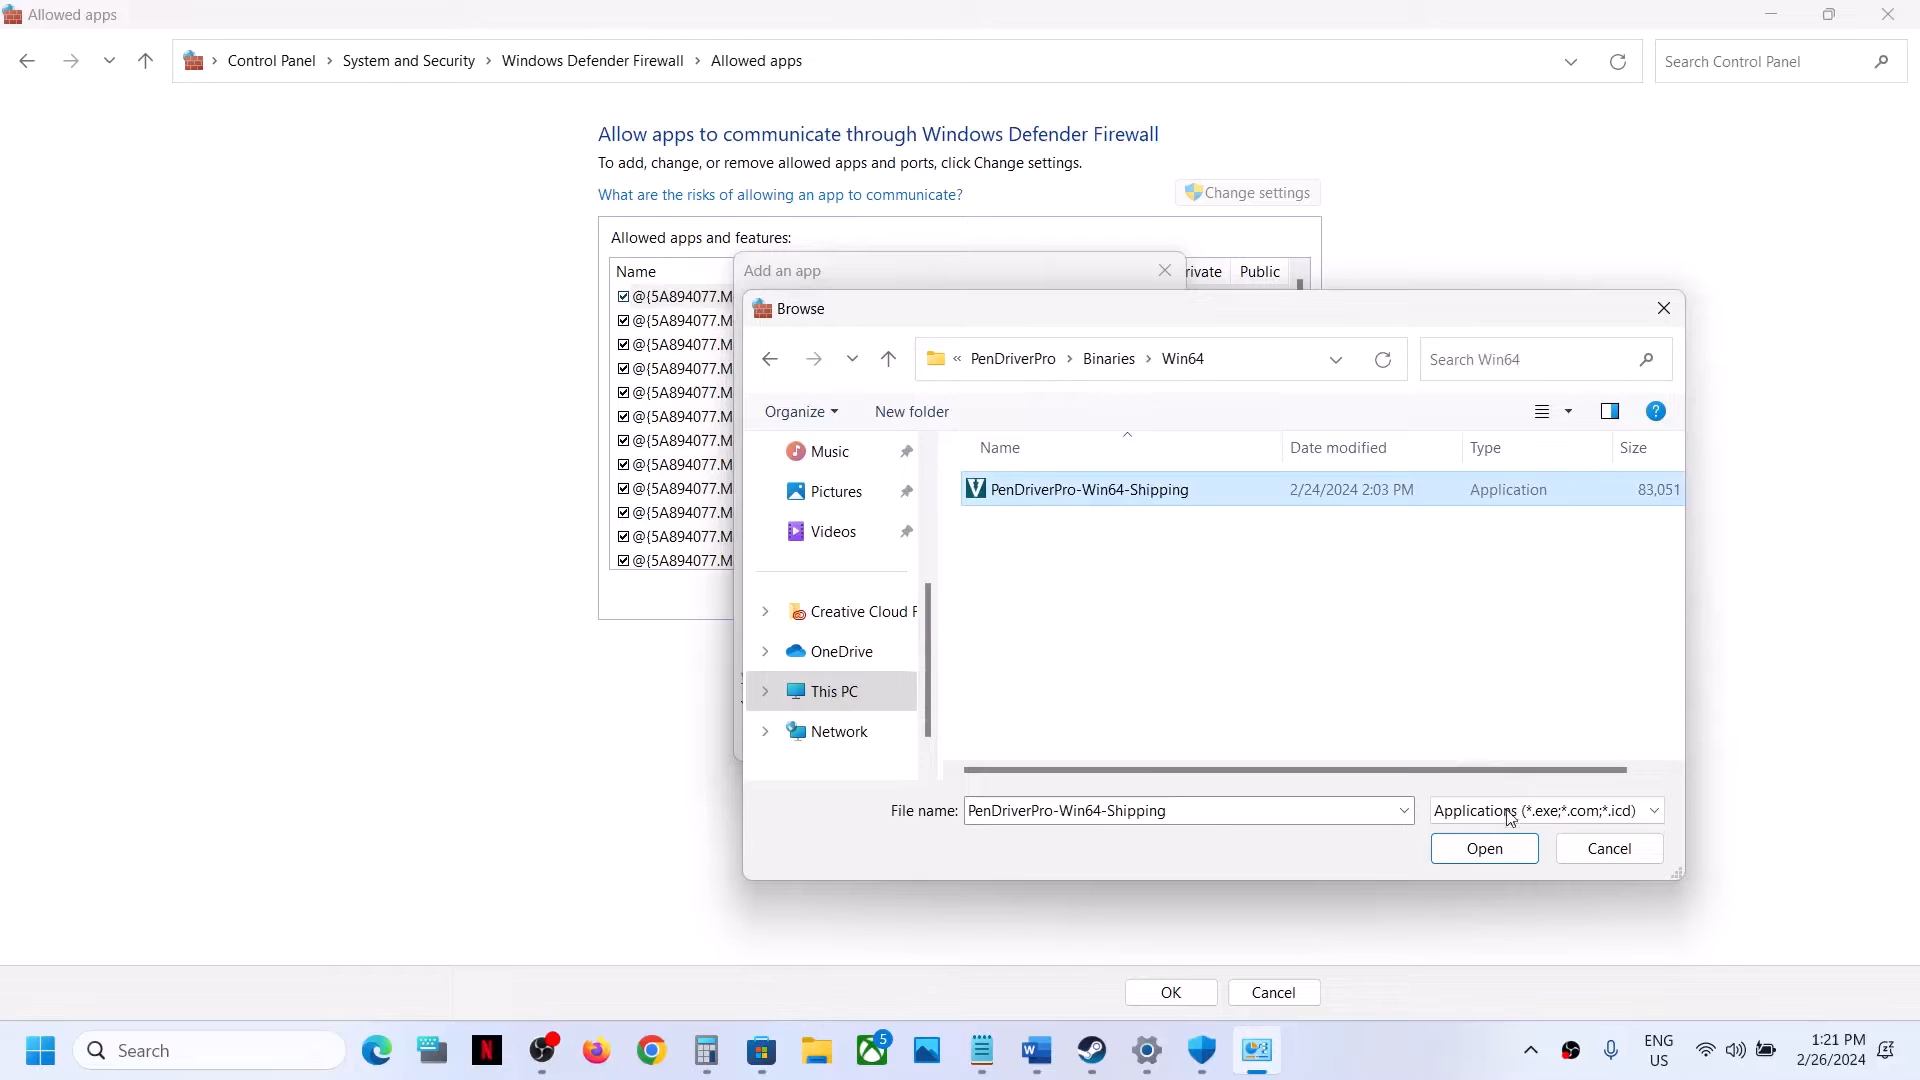 Allowed apps
Control Panel › System and Security › Windows Defender Firewall › Allowed apps
Search Control Panel
Allow apps to communicate through Windows Defender Firewall
To add, change, or remove allowed apps and ports, click Change settings.
What are the risks of allowing an app to communicate?
Change settings
Allowed apps and features:
Name
rivate
Public
@{5A894077.M
@{5A894077.M
@{5A894077.M
@{5A894077.M
@{5A894077.M
@{5A894077.M
@{5A894077.M
@{5A894077.M
@{5A894077.M
@{5A894077.M
@{5A894077.M
@{5A894077.M
Add an app
Browse
« PenDriverPro › Binaries › Win64
Search Win64
Organize
New folder
Music
Pictures
Videos
Creative Cloud F
OneDrive
This PC
Network
Name
Date modified
Type
Size
PenDriverPro-Win64-Shipping
2/24/2024 2:03 PM
Application
83,051
File name:
PenDriverPro-Win64-Shipping
Applications (*.exe;*.com;*.icd)
Open
Cancel
OK
Cancel
Search
5
ENG
US
1:21 PM
2/26/2024